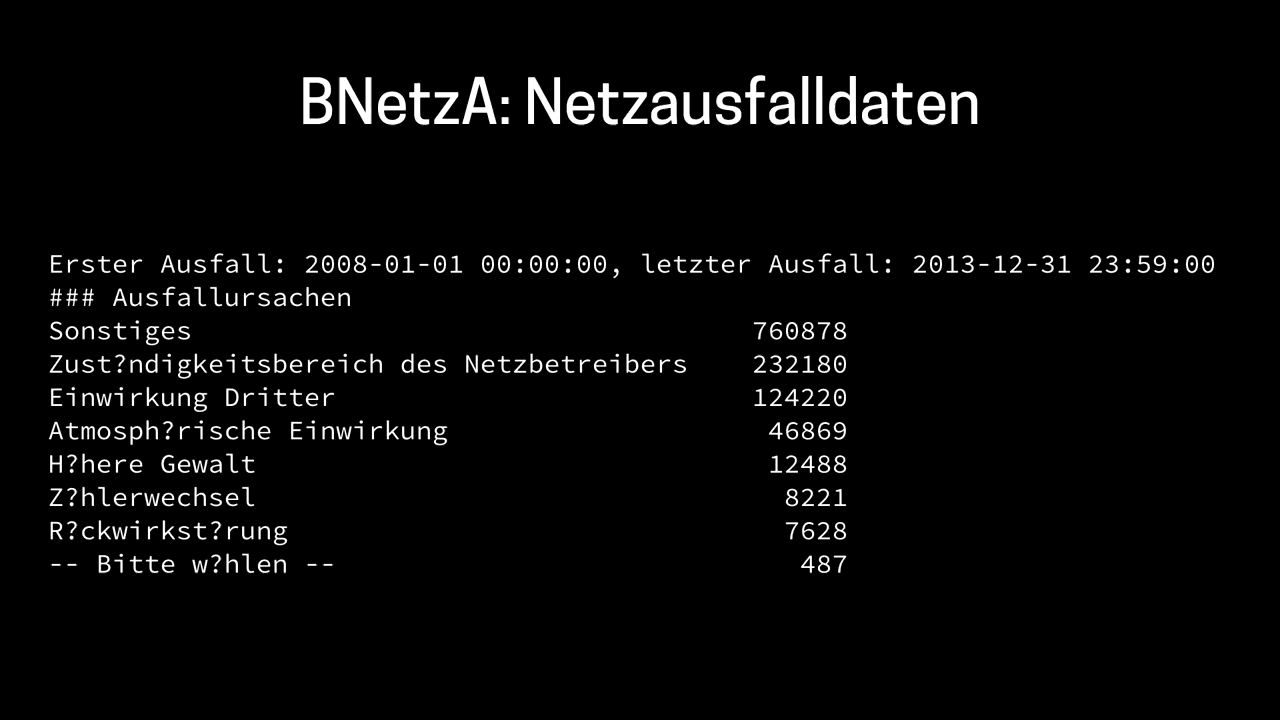 BNetzA: Netzausfalldaten
Erster Ausfall: 2008-01-01 00:00:00, letzter Ausfall: 2013-12-31 23:59:00
### Ausfallursachen
Sonstiges 760878
Zust?ndigkeitsbereich des Netzbetreibers 232180
Einwirkung Dritter 124220
Atmosph?rische Einwirkung 46869
H?here Gewalt 12488
Z?hlerwechsel 8221
R?ckwirkst?rung 7628
-- Bitte w?hlen -- 487